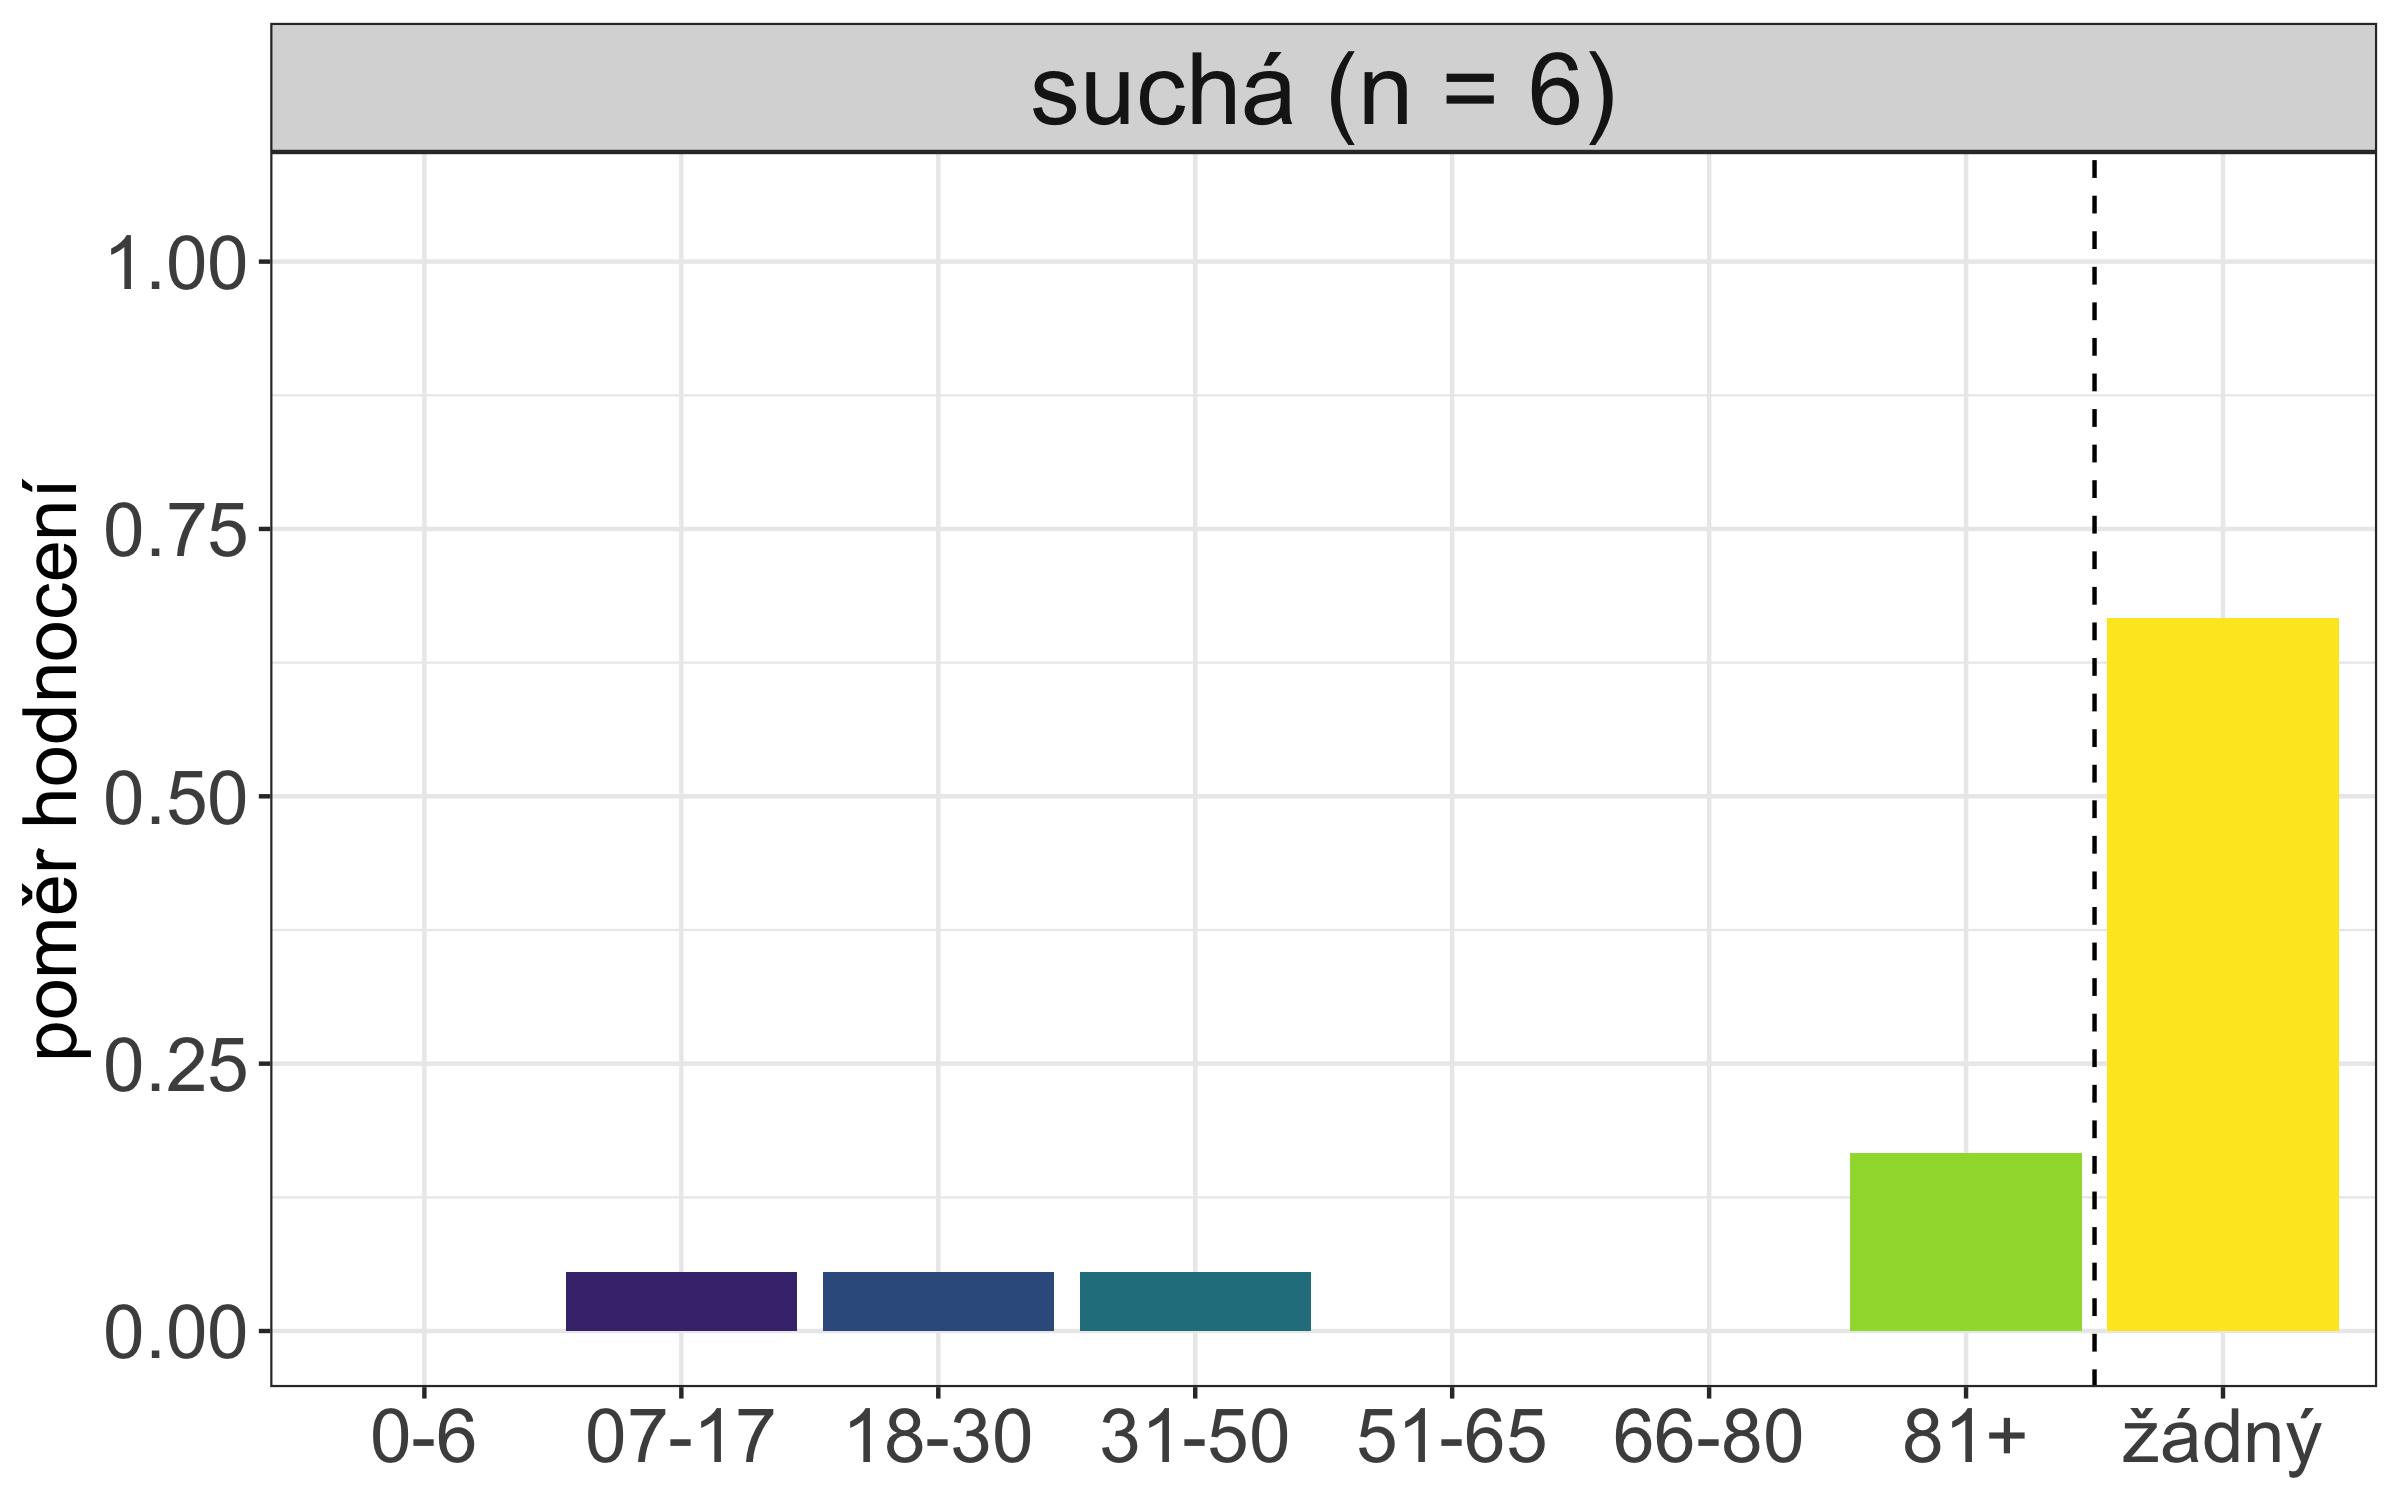 suchá (n = 6)
poměr hodnocení
1.00
0.75
0.50
0.25
0.00
0-6 07-17 18-30 31-50 51-65 66-80 81+ žádný